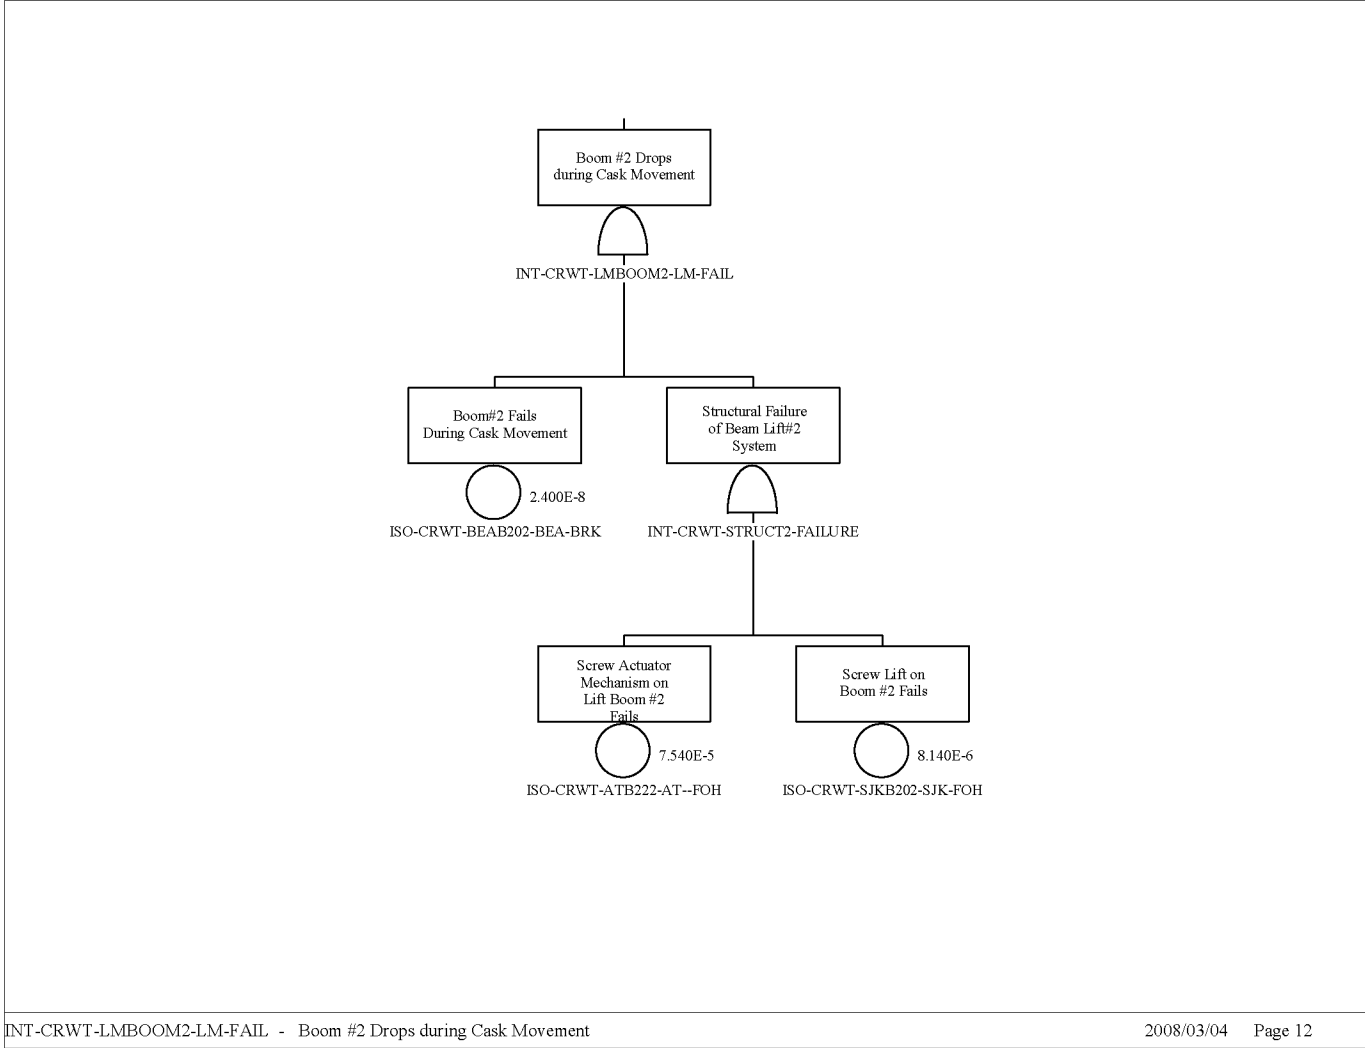 Boom #2 Drops
during Cask Movement
INT-CRWT-LMBOOM2-LM-FAIL
Boom#2 Fails
During Cask Movement
2.400E-8
ISO-CRWT-BEAB202-BEA-BRK
Structural Failure
of Beam Lift#2
System
INT-CRWT-STRUCT2-FAILURE
Screw Actuator
Mechanism on
Lift Boom #2
Fails
7.540E-5
ISO-CRWT-ATB222-AT--FOH
Screw Lift on
Boom #2 Fails
8.140E-6
ISO-CRWT-SJKB202-SJK-FOH
INT-CRWT-LMBOOM2-LM-FAIL - Boom #2 Drops during Cask Movement
2008/03/04 Page 12